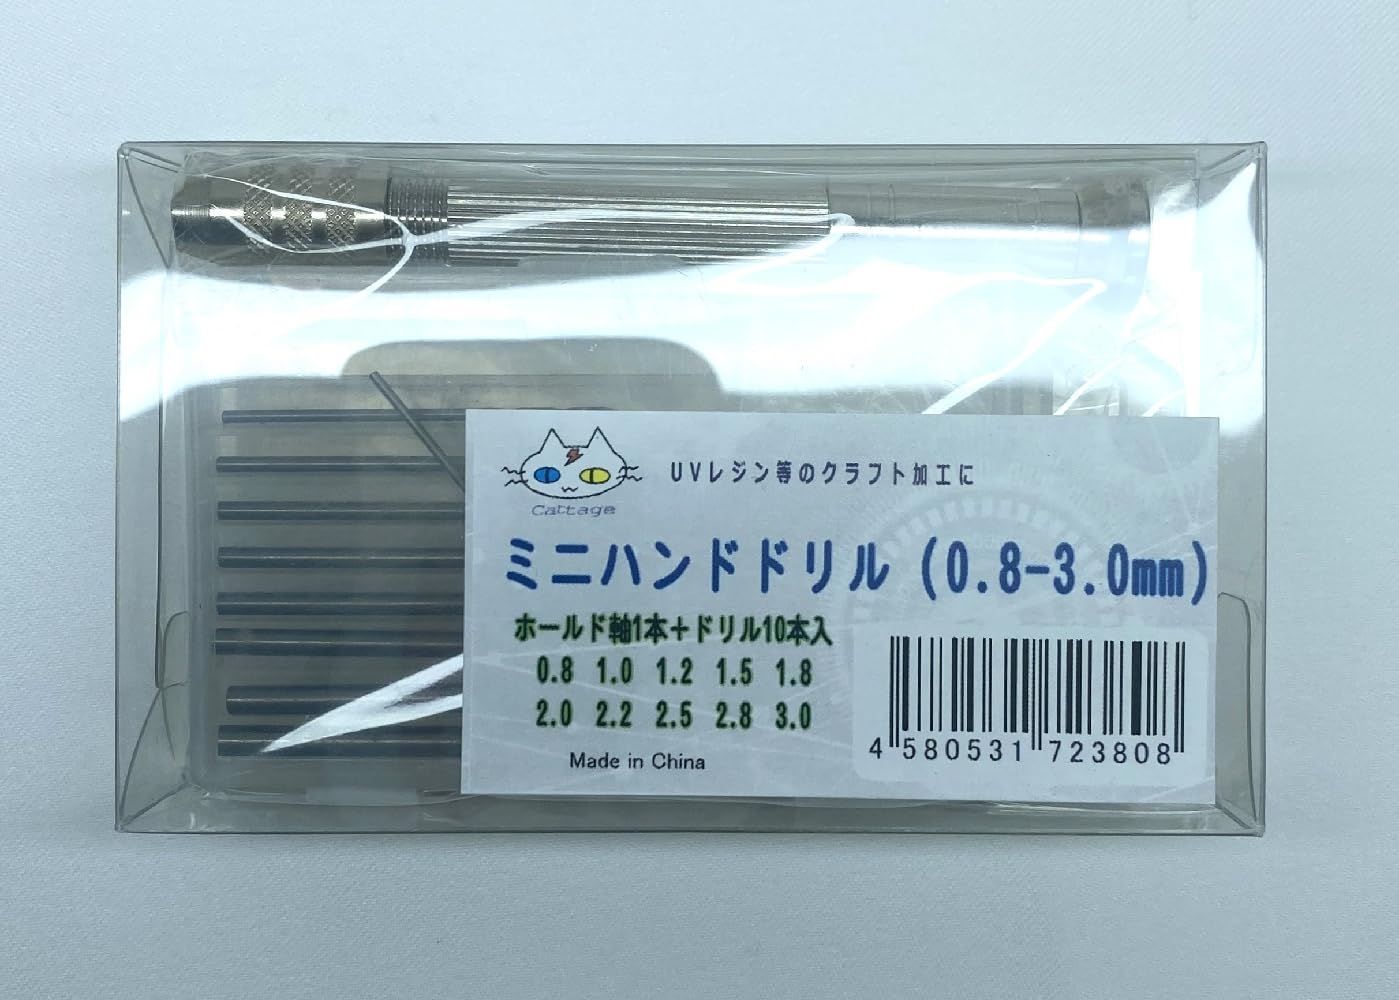 Cattage
UVレジン等のクラフト加工に
ミニハンドドリル(0.8-3.0mm)
ホールド軸1本+ドリル10本入
0.8 1.0 1.2 1.5 1.8
2.0 2.2 2.5 2.8 3.0
Made in China
4 580531 723808